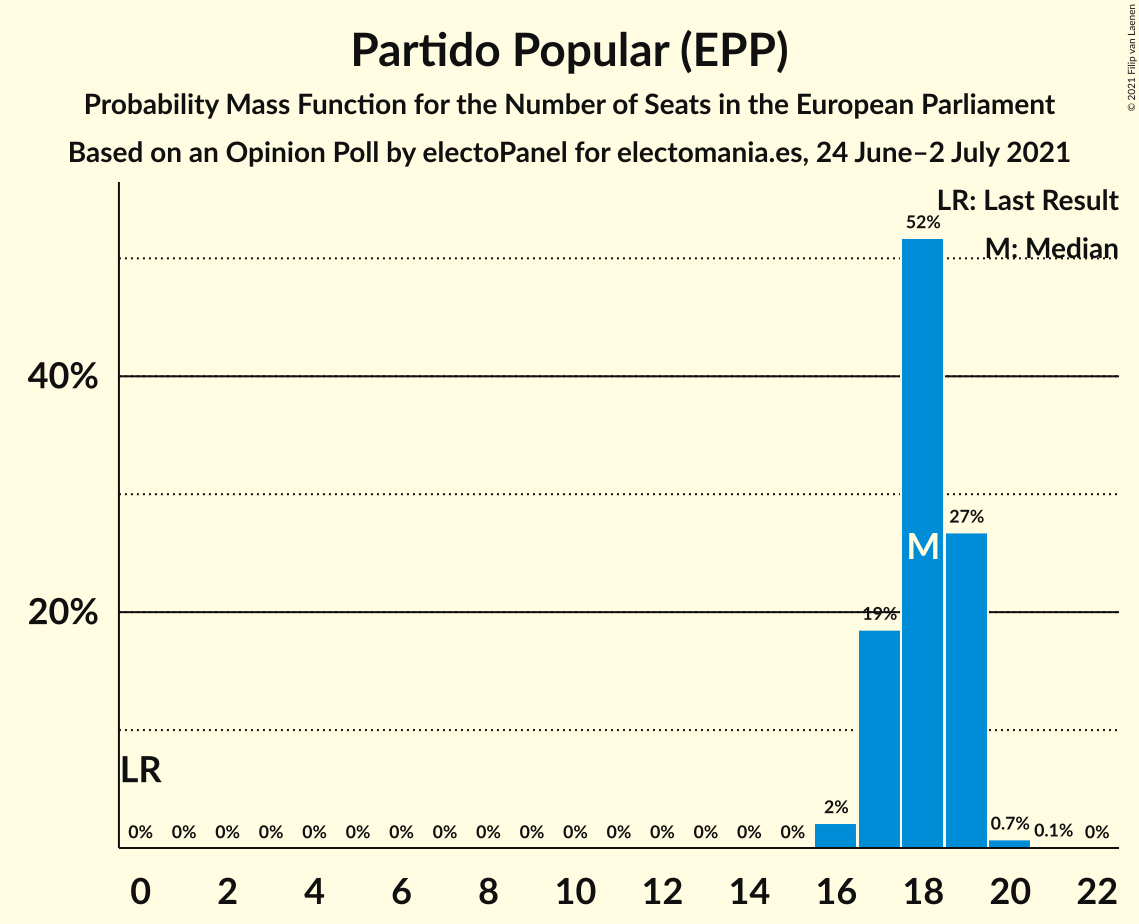 Partido Popular (EPP)
Probability Mass Function for the Number of Seats in the European Parliament
Based on an Opinion Poll by electoPanel for electomania.es, 24 June–2 July 2021
© 2021 Filip van Laenen
LR: Last Result
M: Median
52%
40%
27%
M
20%
19%
LR
0% 0% 0% 0% 0% 0% 0% 0% 0% 0% 0% 0% 0% 0% 0% 0% 2% 0.7% 0.1% 0%
0 2 4 6 8 10 12 14 16 18 20 22